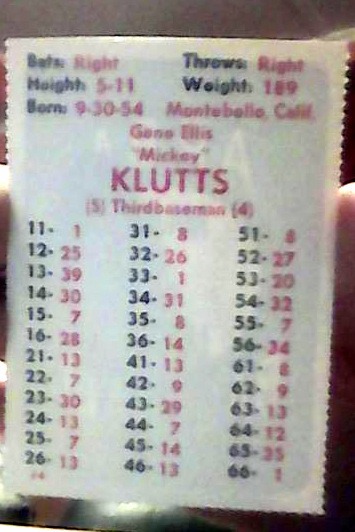 Bats: Right Throws: Right
Height: 5-11 Weight: 189
Born: 9-30-54 Montebello, Calif.
Gene Ellis
"Mickey"
KLUTTS
(5) Thirdbaseman (4)
11- 1 31- 8 51- 8
12- 25 32- 26 52- 27
13- 39 33- 1 53- 20
14- 30 34- 31 54- 32
15- 7 35- 8 55- 7
16- 28 36- 14 56- 34
21- 13 41- 13 61- 8
22- 7 42- 9 62- 9
23- 30 43- 29 63- 13
24- 13 44- 7 64- 12
25- 7 45- 14 65- 35
26- 13 46- 13 66- 1